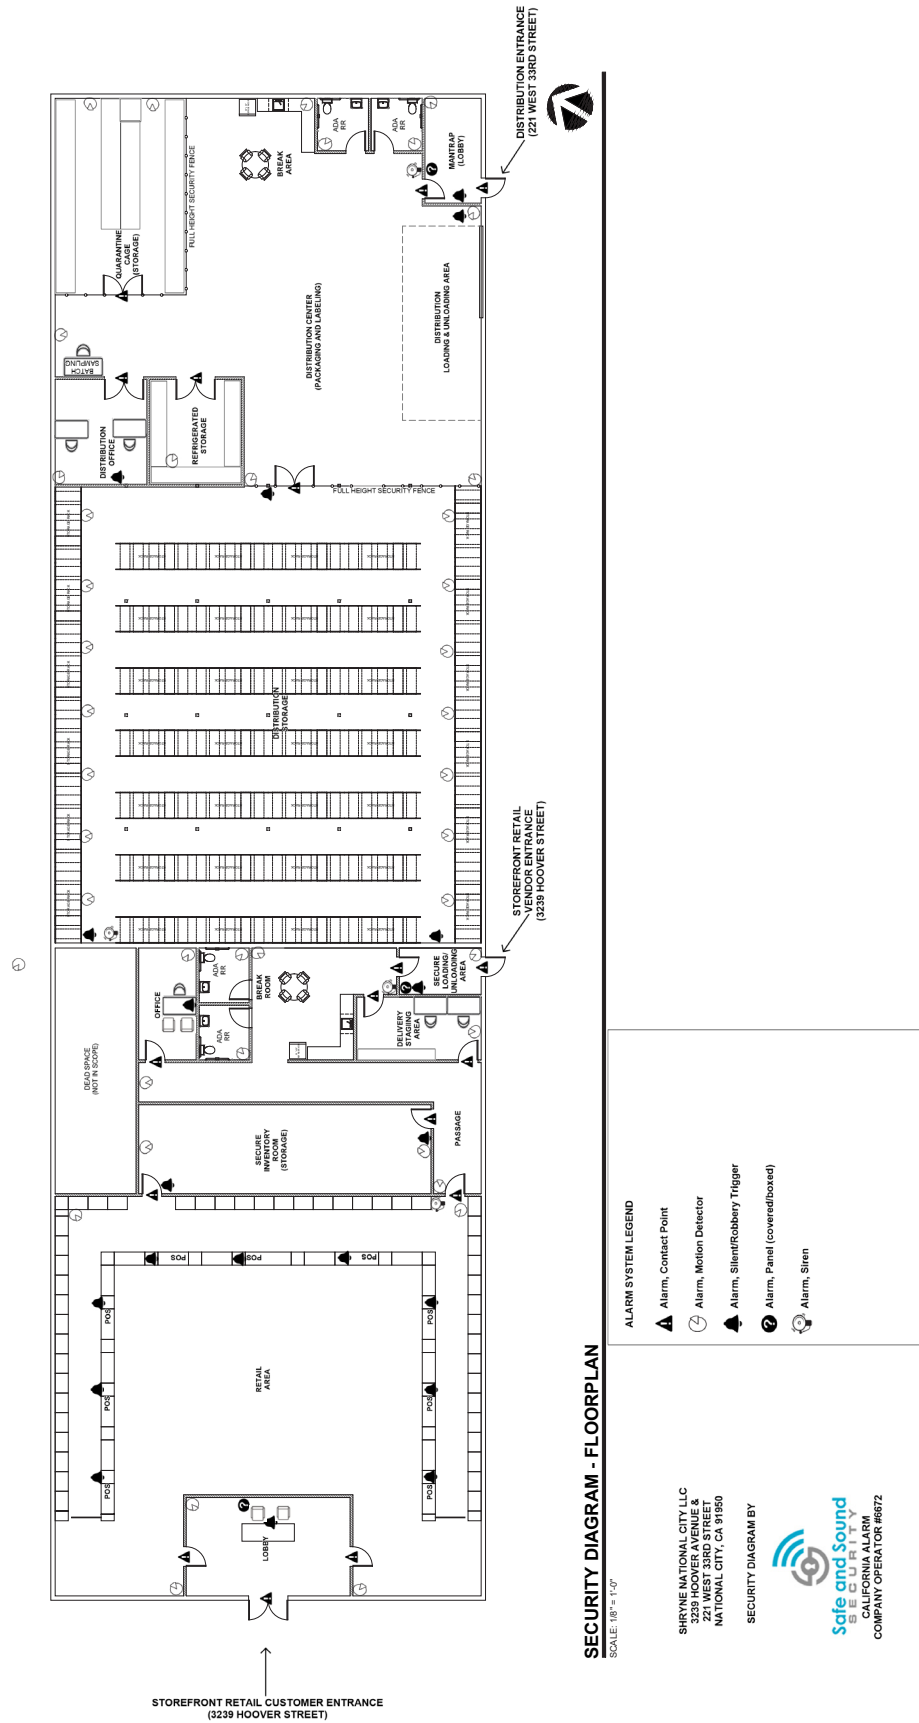 DISTRIBUTION ENTRANCE
(221 WEST 33RD STREET)
ADA
RR
ADA
RR
MANTRAP
(LOBBY)
BREAK
AREA
FULL HEIGHT SECURITY FENCE
QUARANTINE
CAGE
(STORAGE)
DISTRIBUTION CENTER
(PACKAGING AND LABELING)
DISTRIBUTION
LOADING & UNLOADING AREA
BATCH
SAMPLING
DISTRIBUTION
OFFICE
REFRIGERATED
STORAGE
FULL HEIGHT SECURITY FENCE
DISTRIBUTION
STORAGE
STOREFRONT RETAIL
VENDOR ENTRANCE
(3239 HOOVER STREET)
DEAD SPACE
(NOT IN SCOPE)
OFFICE
ADA
RR
ADA
RR
BREAK
ROOM
SECURE
LOADING/
UNLOADING
AREA
DELIVERY
STAGING
AREA
SECURE
INVENTORY
ROOM
(STORAGE)
PASSAGE
POS
POS
POS
POS
POS
POS
POS
POS
POS
RETAIL
AREA
LOBBY
STOREFRONT RETAIL CUSTOMER ENTRANCE
(3239 HOOVER STREET)
SECURITY DIAGRAM - FLOORPLAN
SCALE: 1/8" = 1'-0"
ALARM SYSTEM LEGEND
Alarm, Contact Point
Alarm, Motion Detector
Alarm, Silent/Robbery Trigger
Alarm, Panel (covered/boxed)
Alarm, Siren
SHRYNE NATIONAL CITY LLC
3239 HOOVER AVENUE &
221 WEST 33RD STREET
NATIONAL CITY, CA 91950
SECURITY DIAGRAM BY
Safe and Sound
SECURITY
CALIFORNIA ALARM
COMPANY OPERATOR #6672